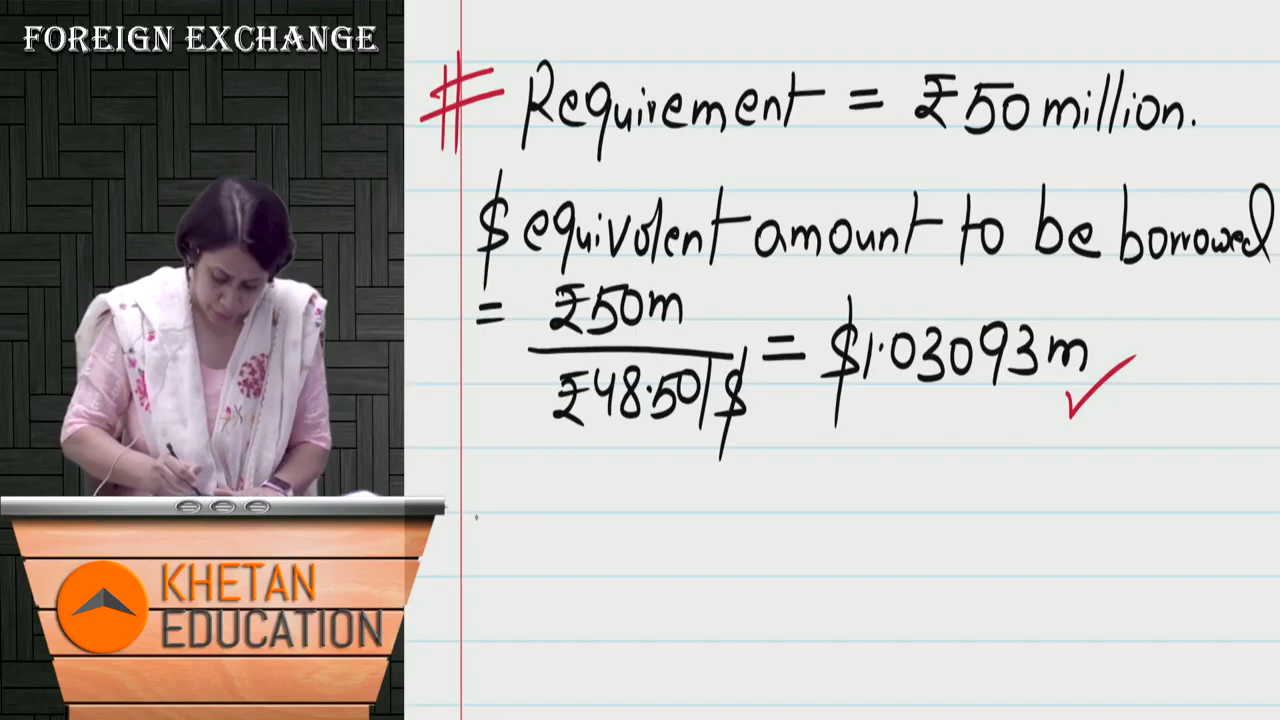 FOREIGN EXCHANGE
# Requirement = ₹50 million.
$ equivolent amount to be borrowed
= ₹50m
₹48.50/$
= $1.03093m ✓
KHETAN
EDUCATION